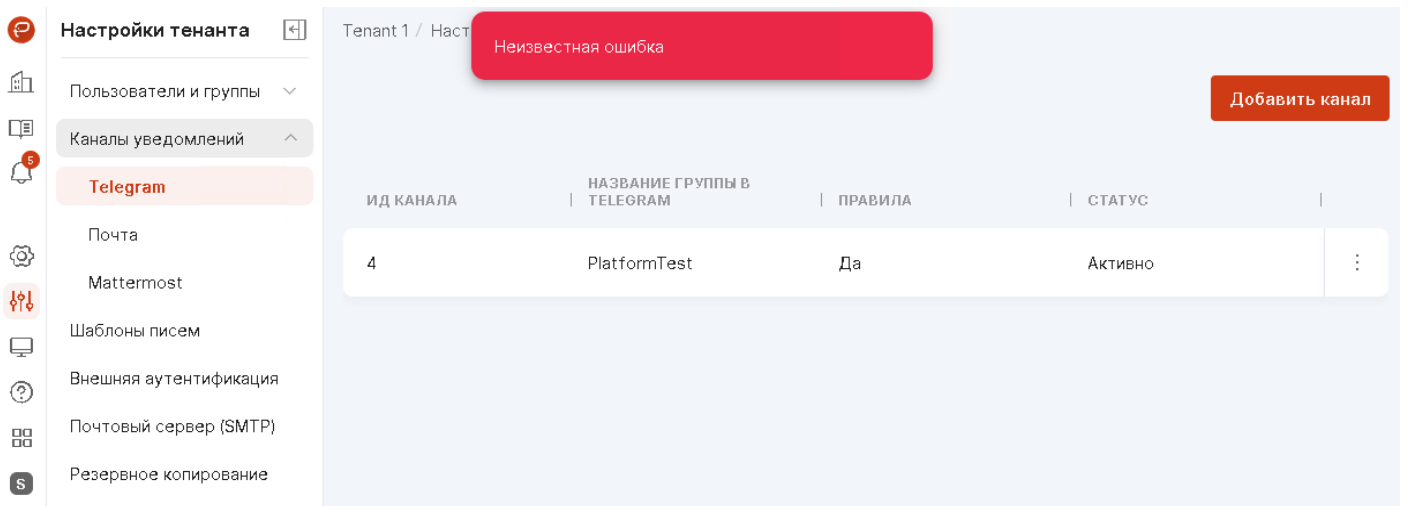 Настройки тенанта
Tenant 1 / Наст
Неизвестная ошибка
Пользователи и группы
Добавить канал
Каналы уведомлений
5
Telegram
ИД КАНАЛА
НАЗВАНИЕ ГРУППЫ В
TELEGRAM
ПРАВИЛА
СТАТУС
Почта
4
PlatformTest
Да
Активно
Mattermost
Шаблоны писем
Внешняя аутентификация
Почтовый сервер (SMTP)
Резервное копирование
S